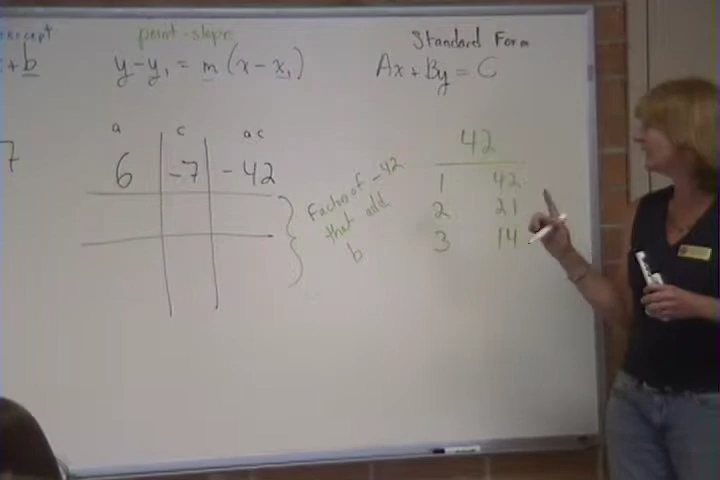 point-slope
Standard Form
+ b
y - y₁ = m (x - x₁)
Ax + By = C
a c ac
7
6 -7 -42
Factors of -42
that add
b
42
1 42
2 21
3 14